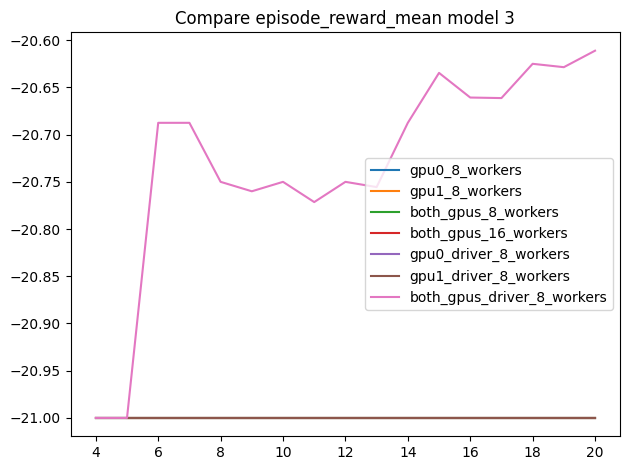 Compare episode_reward_mean model 3
−20.60
−20.65
−20.70
−20.75
−20.80
−20.85
−20.90
−20.95
−21.00
gpu0_8_workers
gpu1_8_workers
both_gpus_8_workers
both_gpus_16_workers
gpu0_driver_8_workers
gpu1_driver_8_workers
both_gpus_driver_8_workers
4 6 8 10 12 14 16 18 20